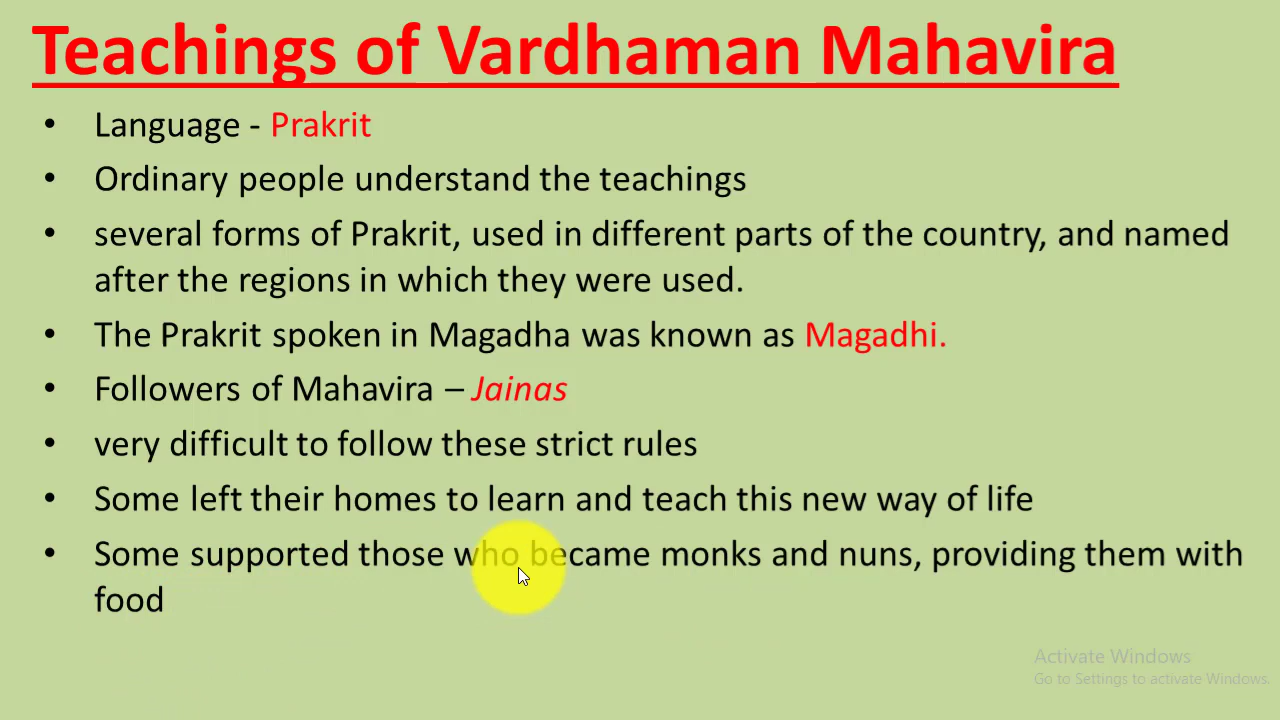 Teachings of Vardhaman Mahavira
• Language - Prakrit
• Ordinary people understand the teachings
• several forms of Prakrit, used in different parts of the country, and named
after the regions in which they were used.
• The Prakrit spoken in Magadha was known as Magadhi.
• Followers of Mahavira – Jainas
• very difficult to follow these strict rules
• Some left their homes to learn and teach this new way of life
• Some supported those who became monks and nuns, providing them with
food
Activate Windows
Go to Settings to activate Windows.